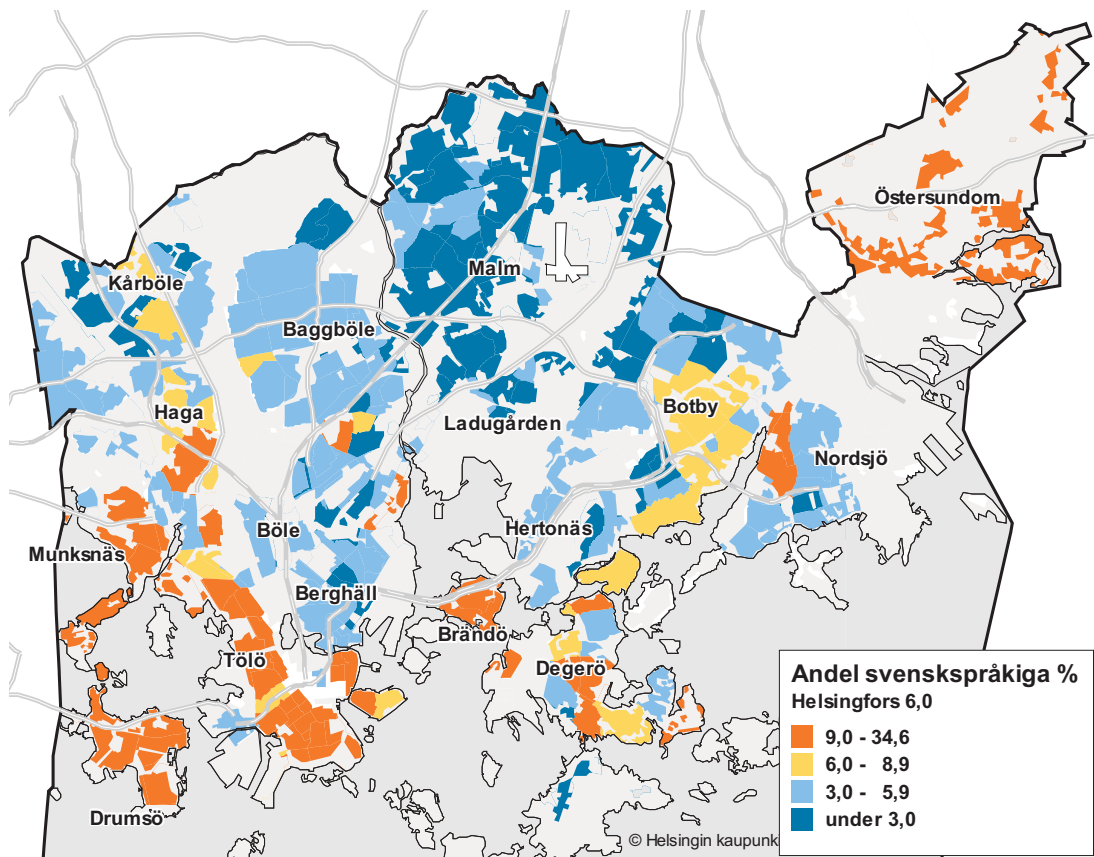 Östersundom
Malm
Kårböle
Baggböle
Haga
Ladugården
Botby
Nordsjö
Böle
Hertonäs
Munksnäs
Berghäll
Brändö
Tölö
Degerö
Drumsö
Andel svenskspråkiga %
Helsingfors 6,0
9,0 - 34,6
6,0 - 8,9
3,0 - 5,9
under 3,0
© Helsingin kaupunk